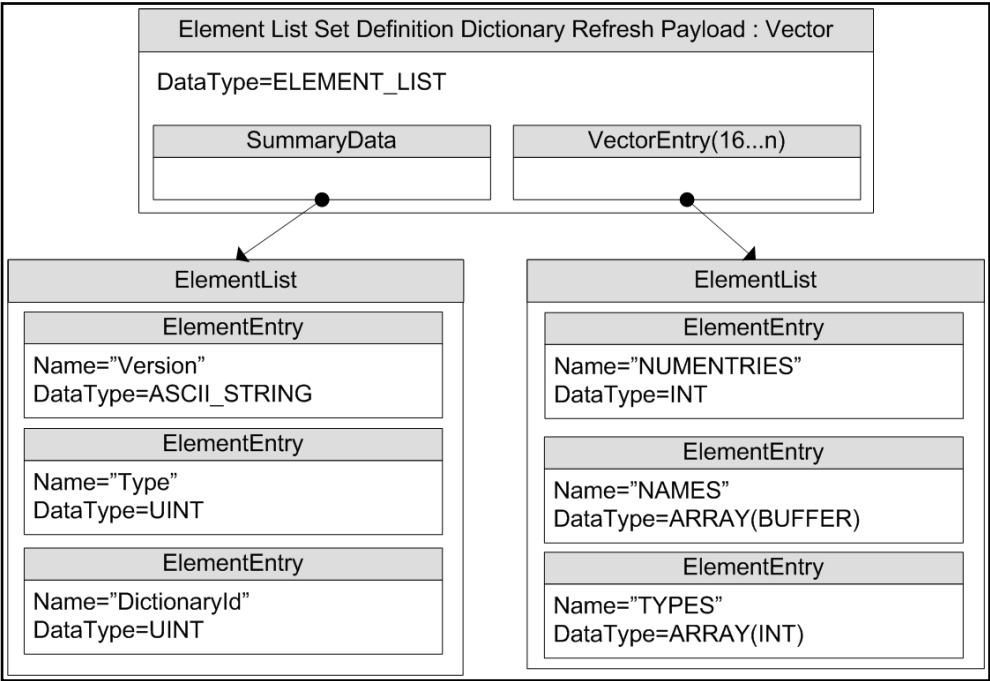 Element List Set Definition Dictionary Refresh Payload : Vector
DataType=ELEMENT_LIST
SummaryData
VectorEntry(16...n)
ElementList
ElementEntry
Name=”Version”
DataType=ASCII_STRING
ElementEntry
Name=”Type”
DataType=UINT
ElementEntry
Name=”DictionaryId”
DataType=UINT
ElementList
ElementEntry
Name=”NUMENTRIES”
DataType=INT
ElementEntry
Name=”NAMES”
DataType=ARRAY(BUFFER)
ElementEntry
Name=”TYPES”
DataType=ARRAY(INT)